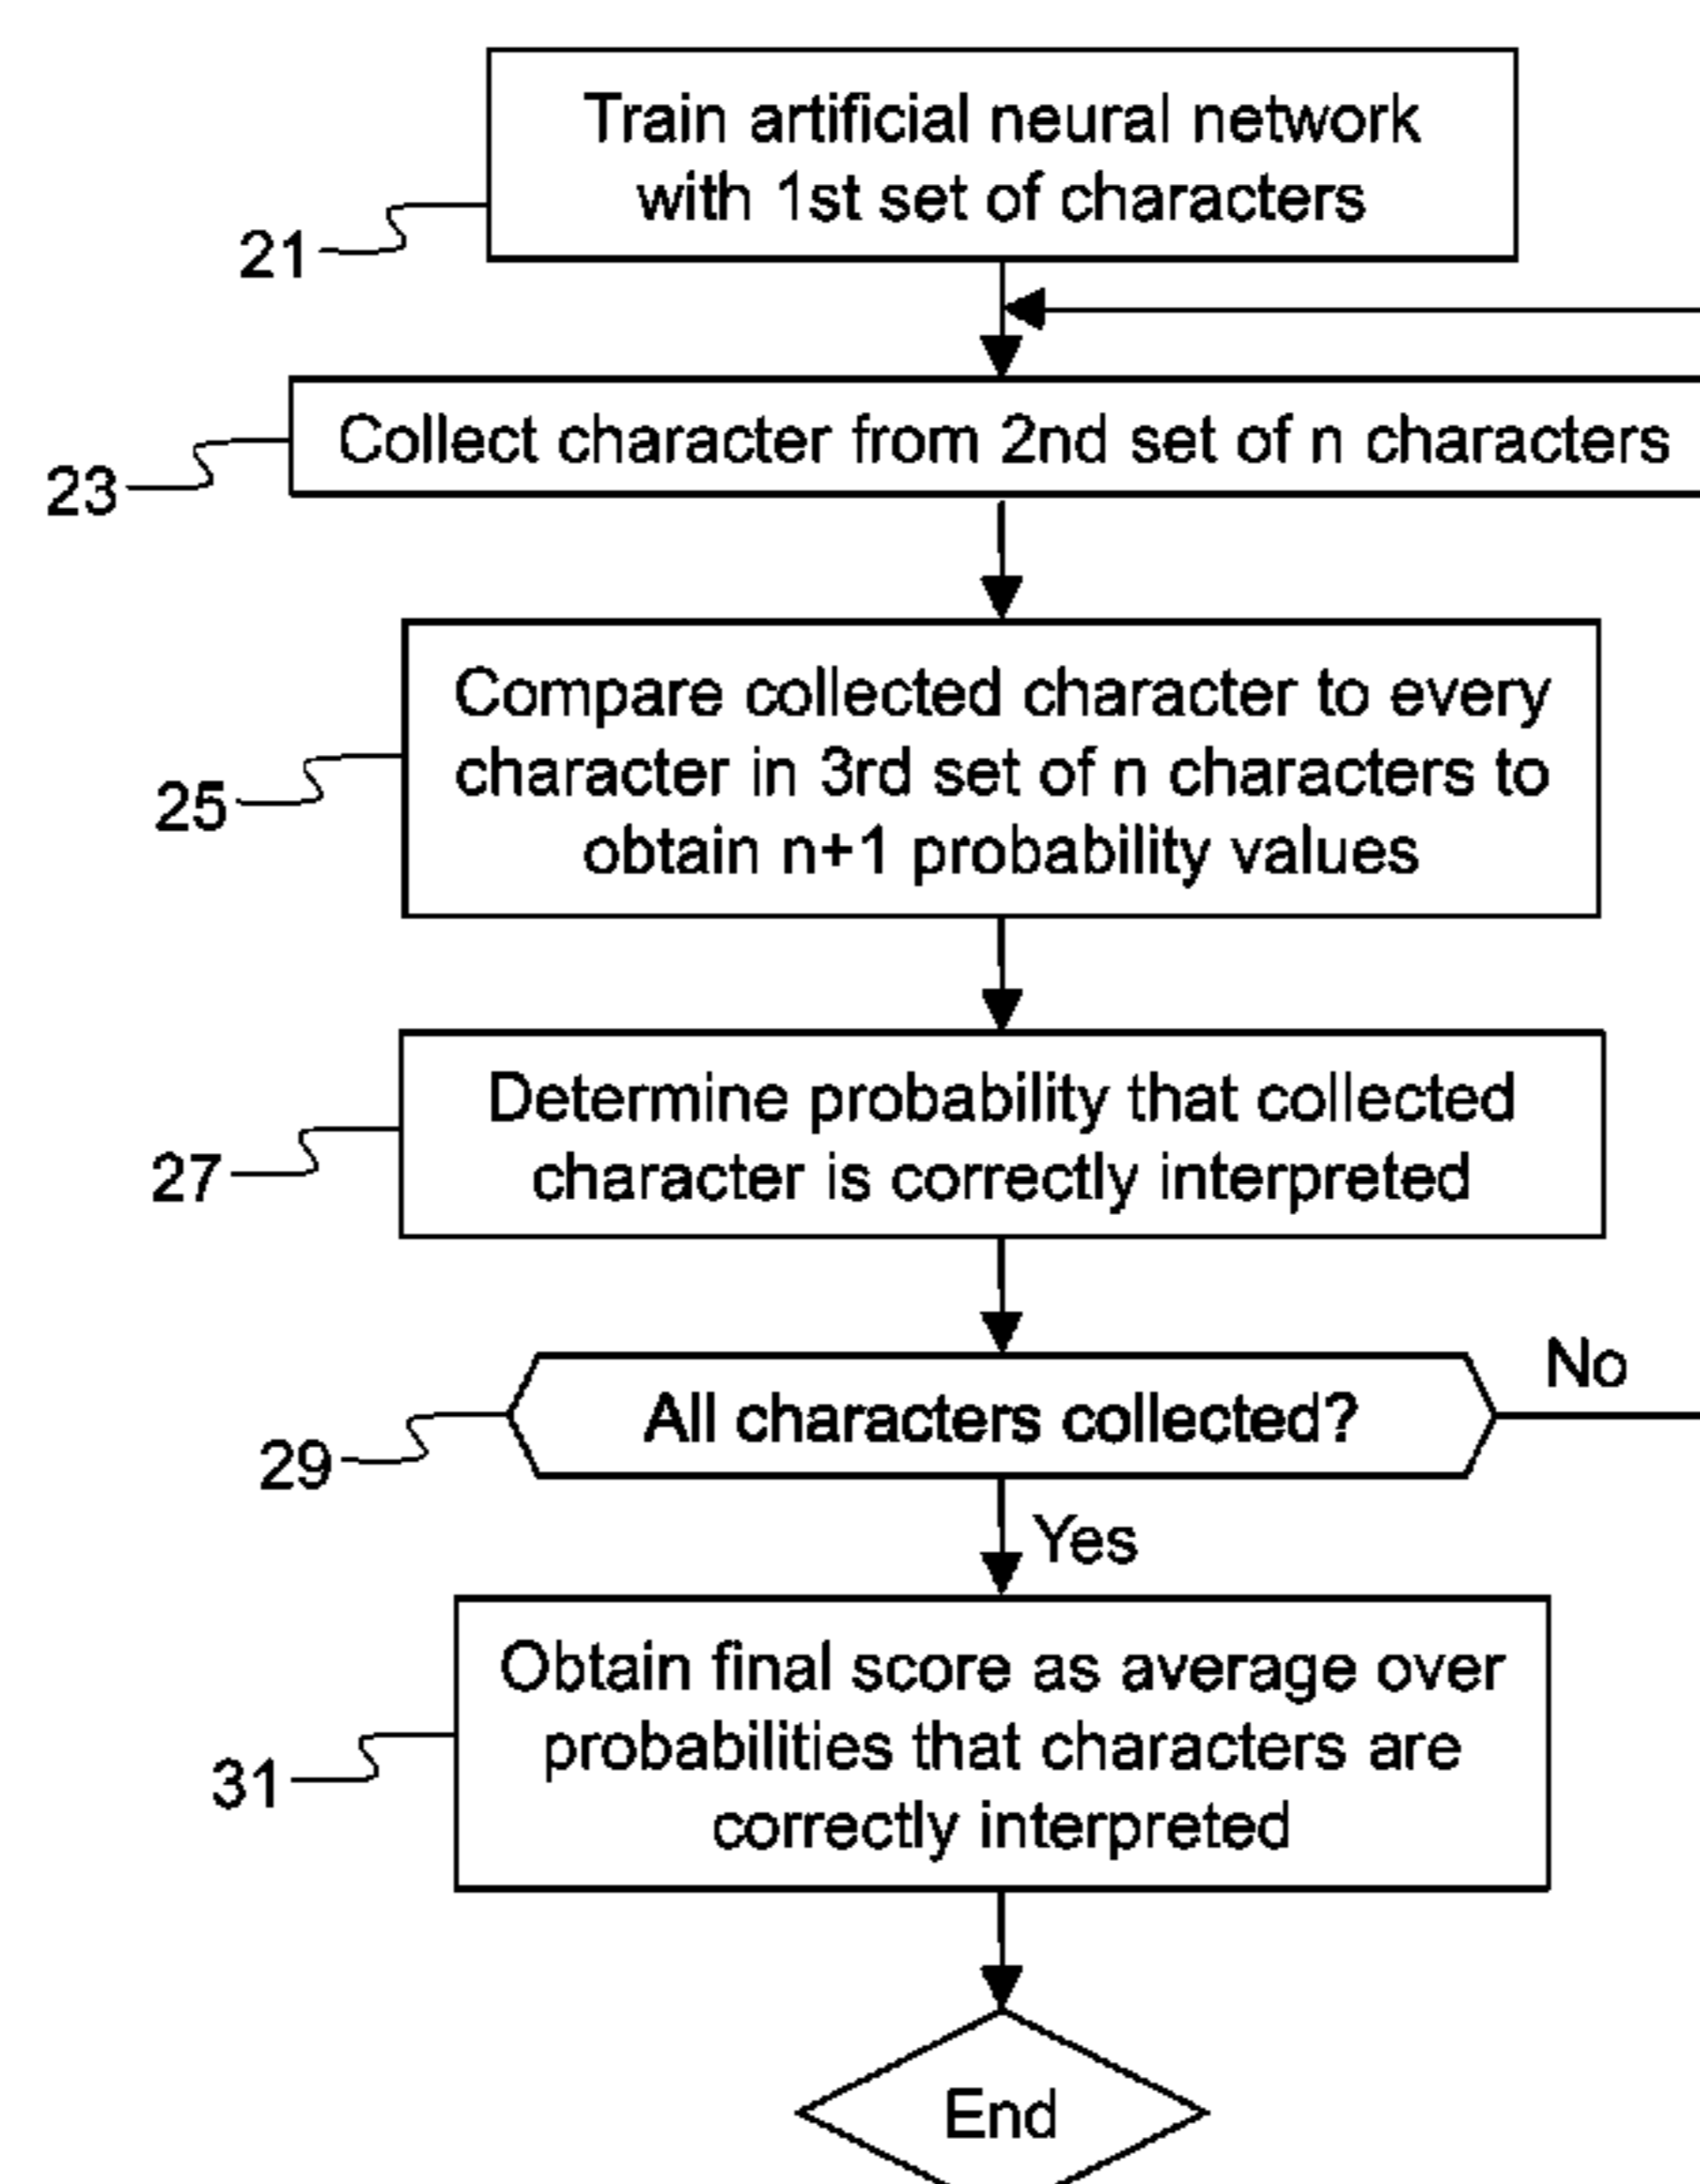 Train artificial neural network
with 1st set of characters
21
Collect character from 2nd set of n characters
23
Compare collected character to every
character in 3rd set of n characters to
obtain n+1 probability values
25
Determine probability that collected
character is correctly interpreted
27
All characters collected?
No
29
Yes
Obtain final score as average over
probabilities that characters are
correctly interpreted
31
End